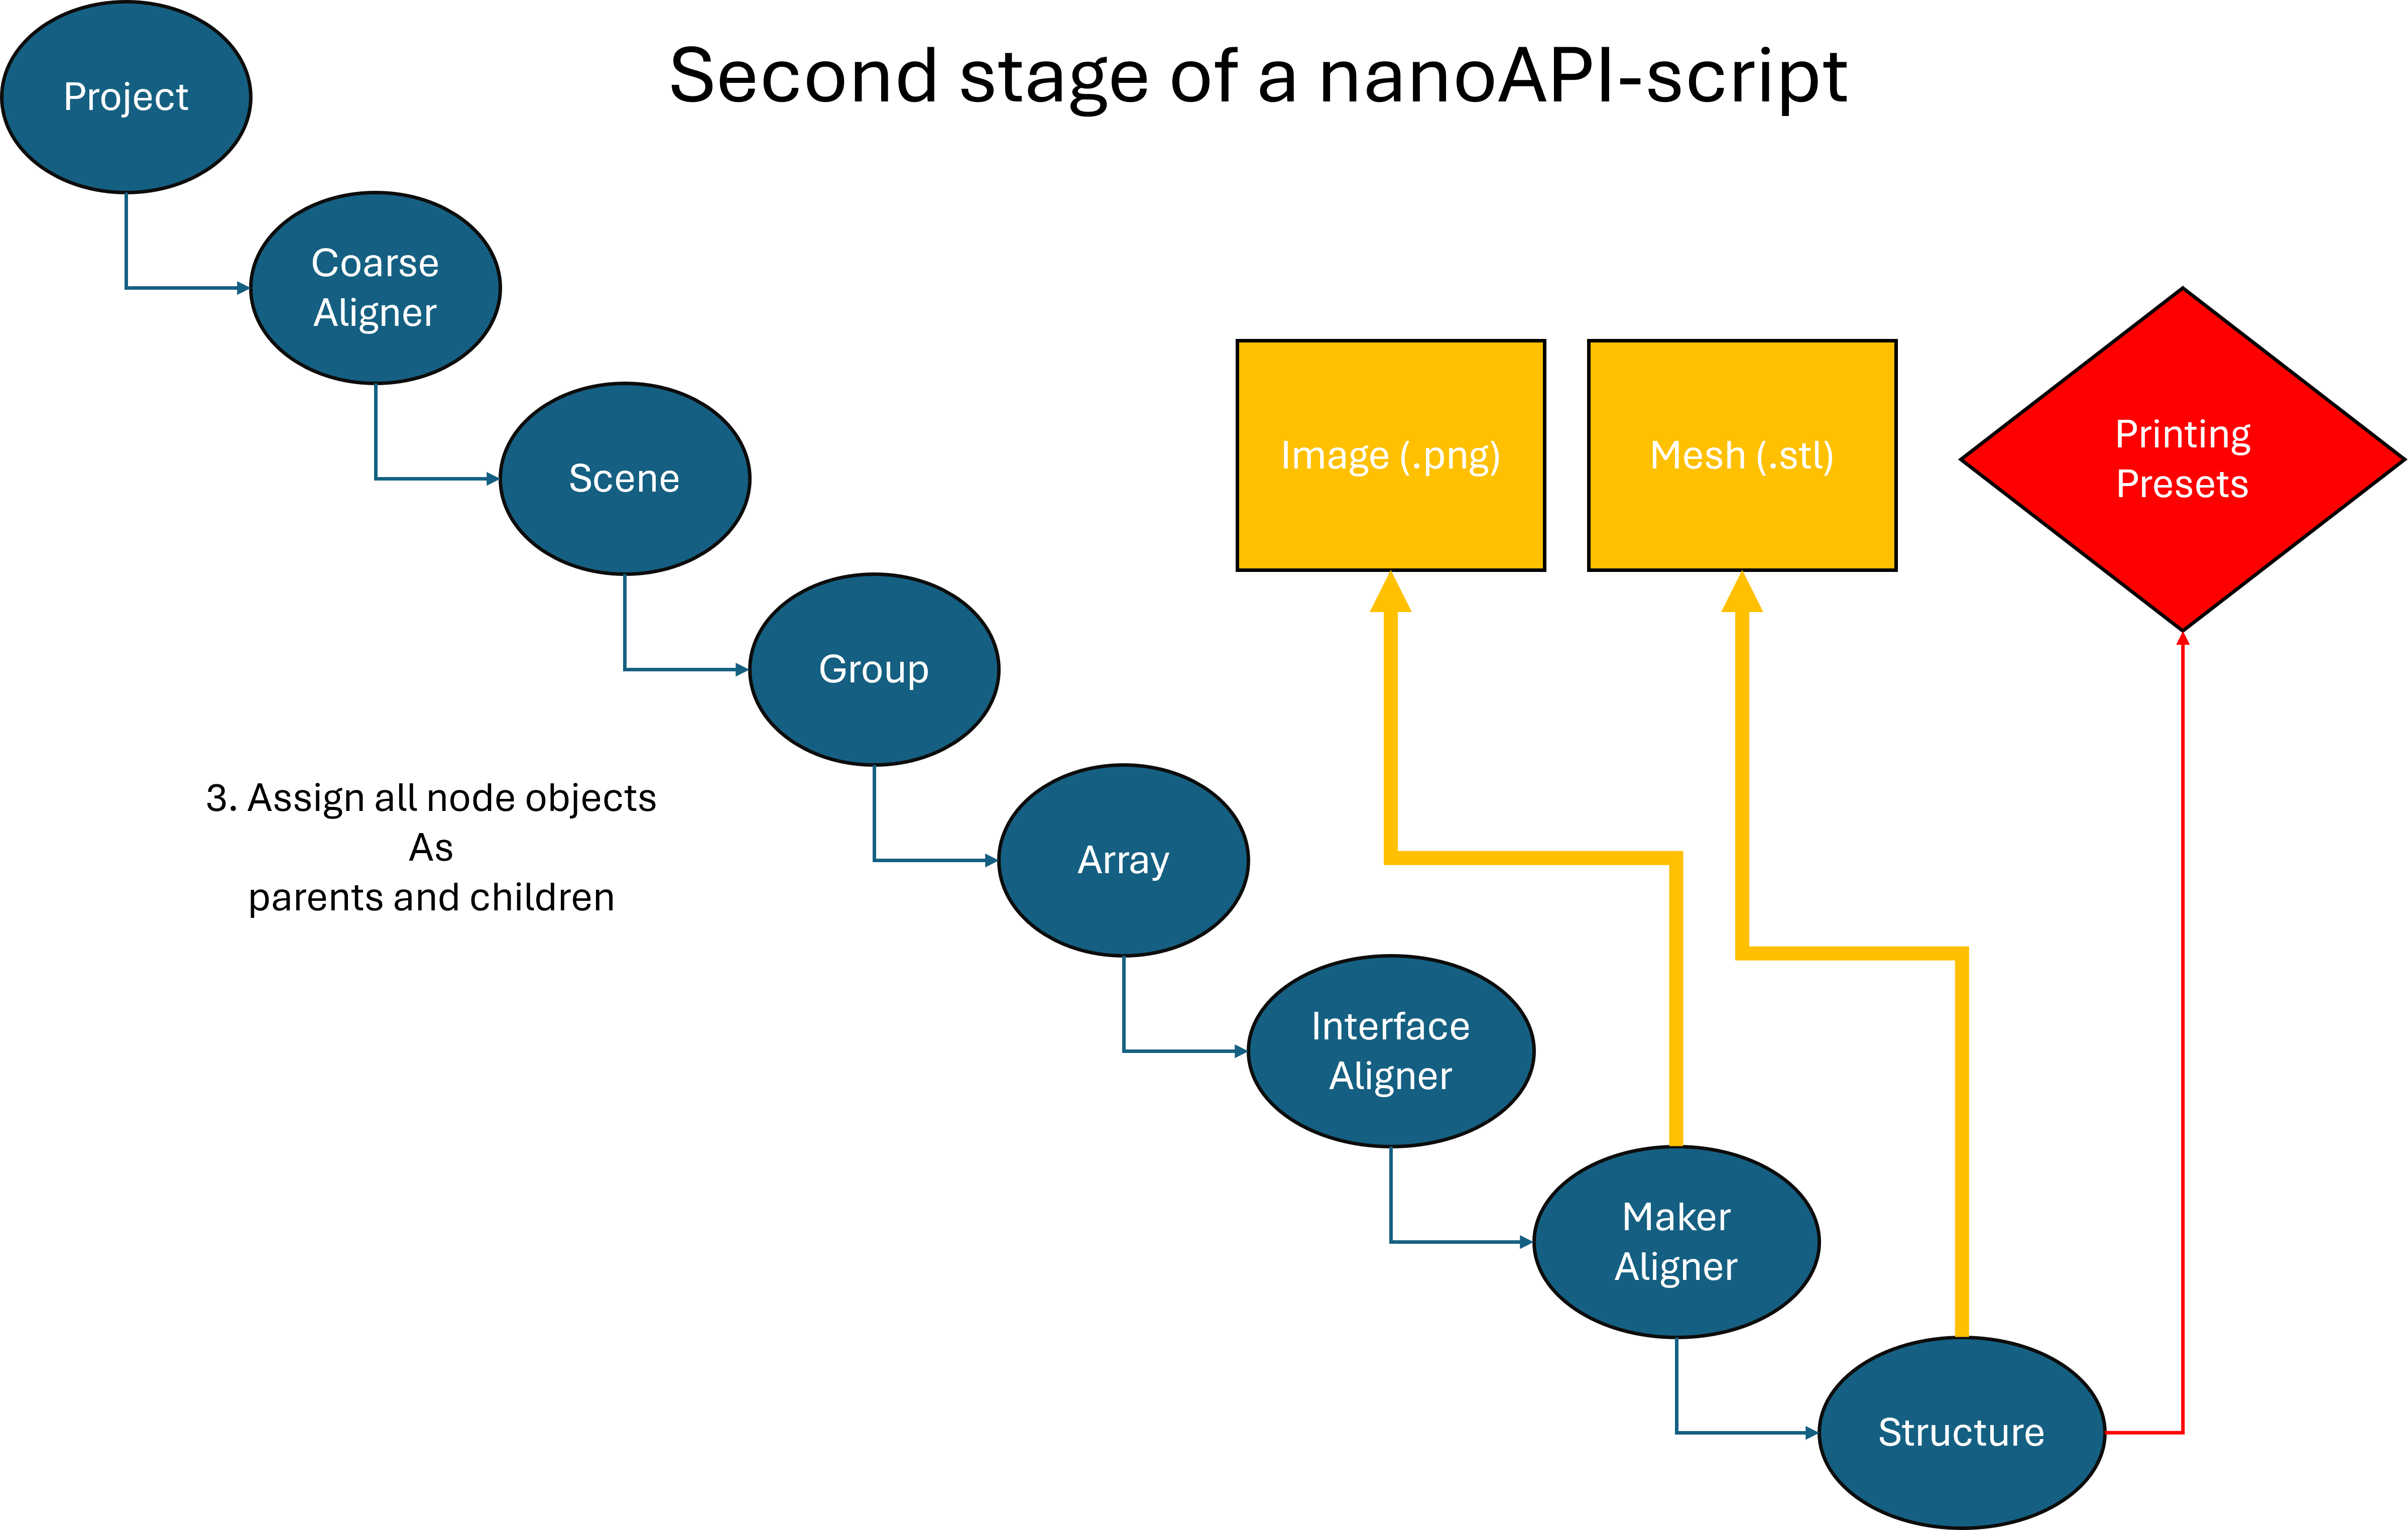 Second stage of a nanoAPI-script
Project
Coarse
Aligner
Scene
Group
Array
Interface
Aligner
Maker
Aligner
Structure
Image (.png)
Mesh (.stl)
Printing
Presets
3. Assign all node objects
As
parents and children